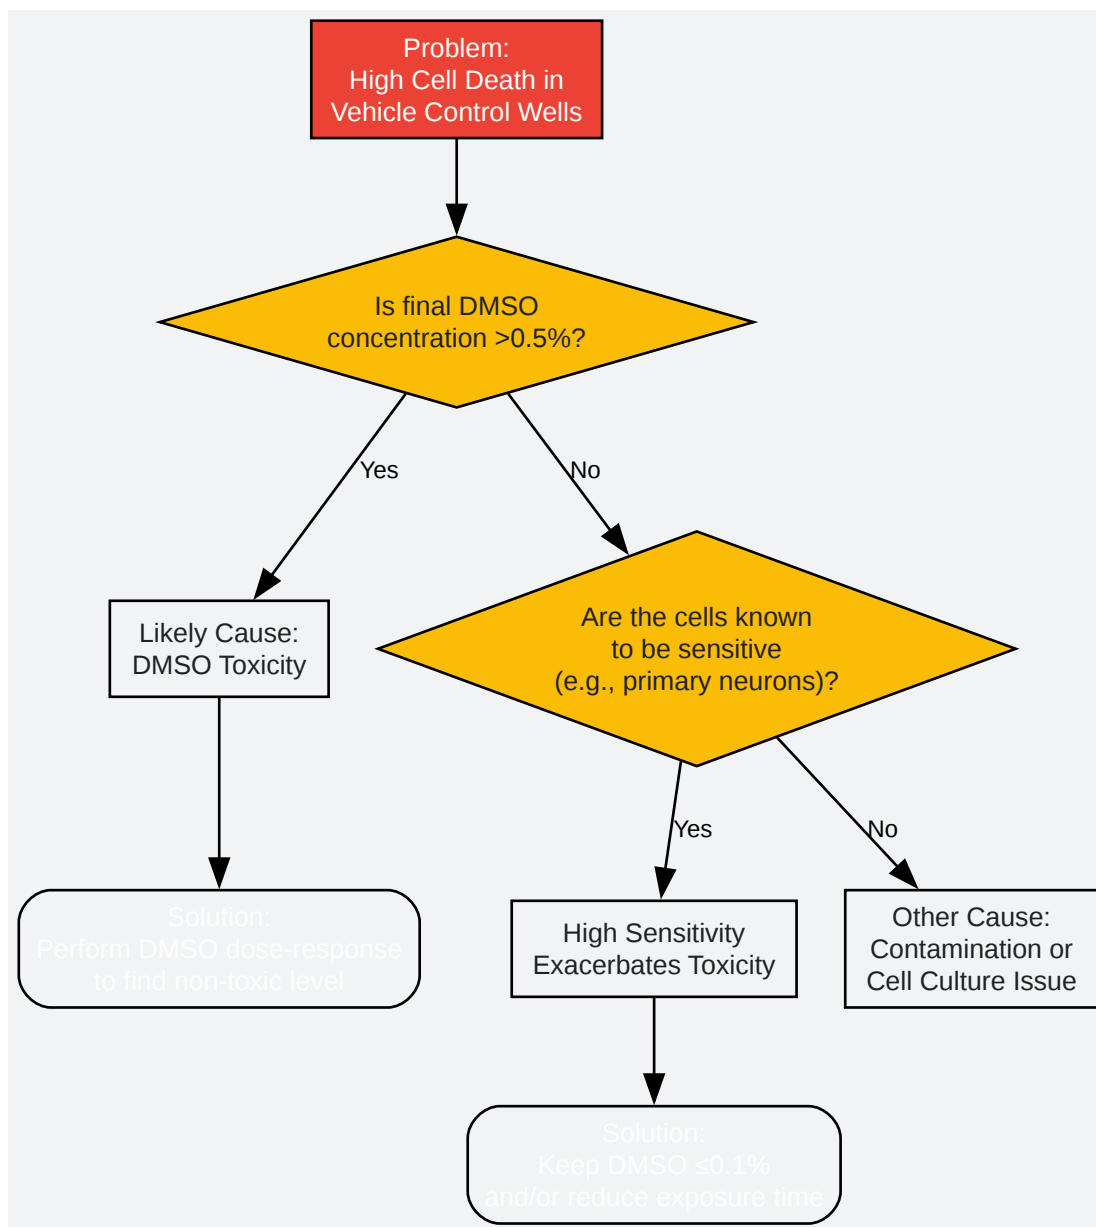 Problem:
High Cell Death in
Vehicle Control Wells
Is final DMSO
concentration >0.5%?
Yes
No
Likely Cause:
DMSO Toxicity
Are the cells known
to be sensitive
(e.g., primary neurons)?
Yes
No
Solution:
Perform DMSO dose-response
to find non-toxic level
High Sensitivity
Exacerbates Toxicity
Other Cause:
Contamination or
Cell Culture Issue
Solution:
Keep DMSO ≤0.1%
and/or reduce exposure time